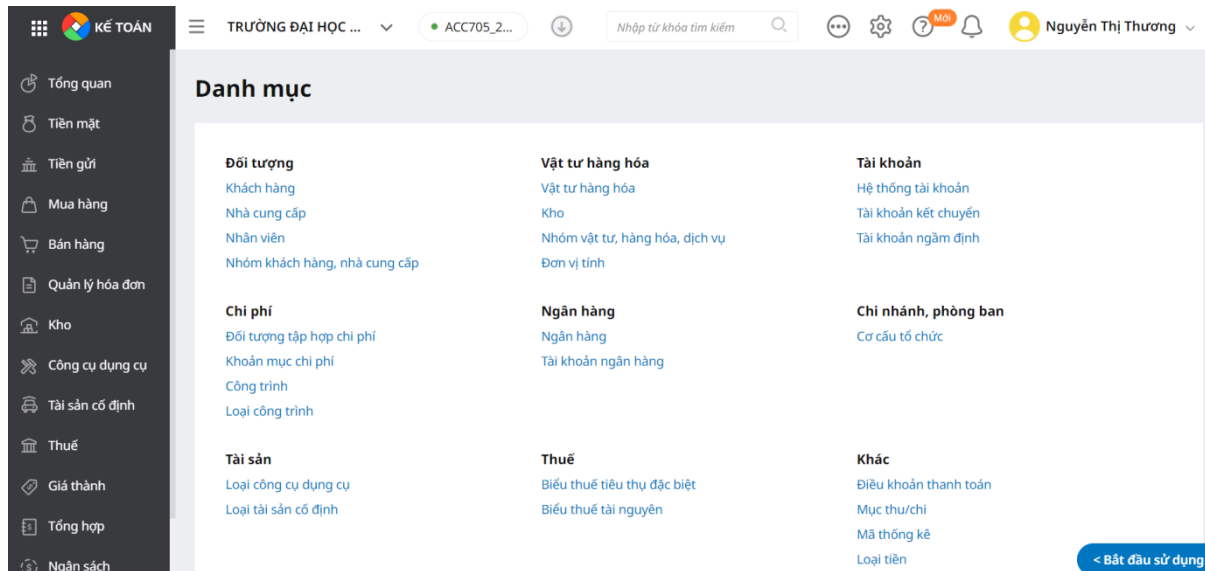 KẾ TOÁN
TRƯỜNG ĐẠI HỌC ...
ACC705_2...
Nhập từ khóa tìm kiếm
Mới
Nguyễn Thị Thương
Tổng quan
Tiền mặt
Tiền gửi
Mua hàng
Bán hàng
Quản lý hóa đơn
Kho
Công cụ dụng cụ
Tài sản cố định
Thuế
Giá thành
Tổng hợp
Ngân sách
Danh mục
Đối tượng
Khách hàng
Nhà cung cấp
Nhân viên
Nhóm khách hàng, nhà cung cấp
Vật tư hàng hóa
Vật tư hàng hóa
Kho
Nhóm vật tư, hàng hóa, dịch vụ
Đơn vị tính
Tài khoản
Hệ thống tài khoản
Tài khoản kết chuyển
Tài khoản ngầm định
Chi phí
Đối tượng tập hợp chi phí
Khoản mục chi phí
Công trình
Loại công trình
Ngân hàng
Ngân hàng
Tài khoản ngân hàng
Chi nhánh, phòng ban
Cơ cấu tổ chức
Tài sản
Loại công cụ dụng cụ
Loại tài sản cố định
Thuế
Biểu thuế tiêu thụ đặc biệt
Biểu thuế tài nguyên
Khác
Điều khoản thanh toán
Mục thu/chi
Mã thống kê
Loại tiền
< Bắt đầu sử dụng